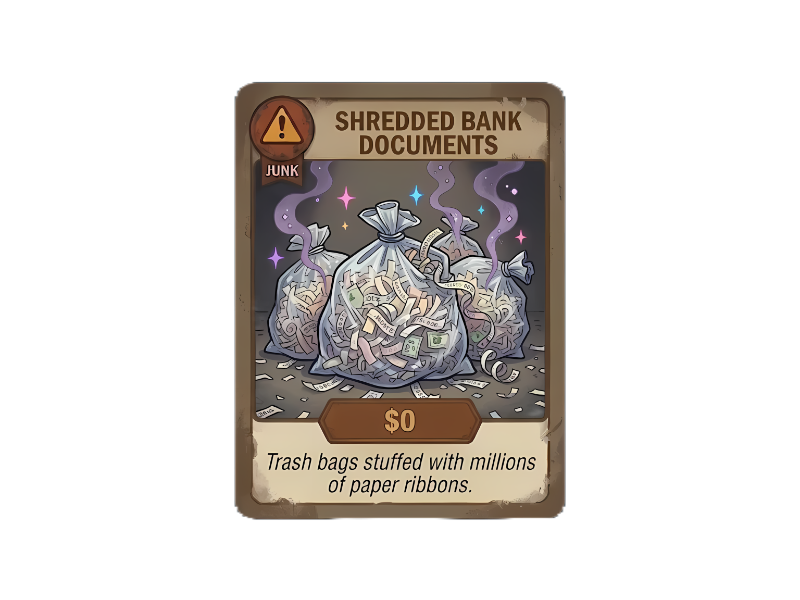 SHREDDED BANK
DOCUMENTS
JUNK
$0
Trash bags stuffed with millions
of paper ribbons.